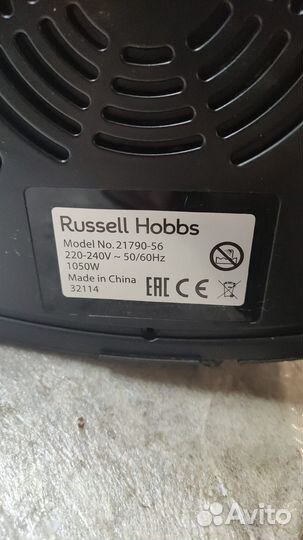 Russell Hobbs
Model No. 21790-56
220-240V ~ 50/60Hz
1050W
Made in China
32114
EAC CE
Avito